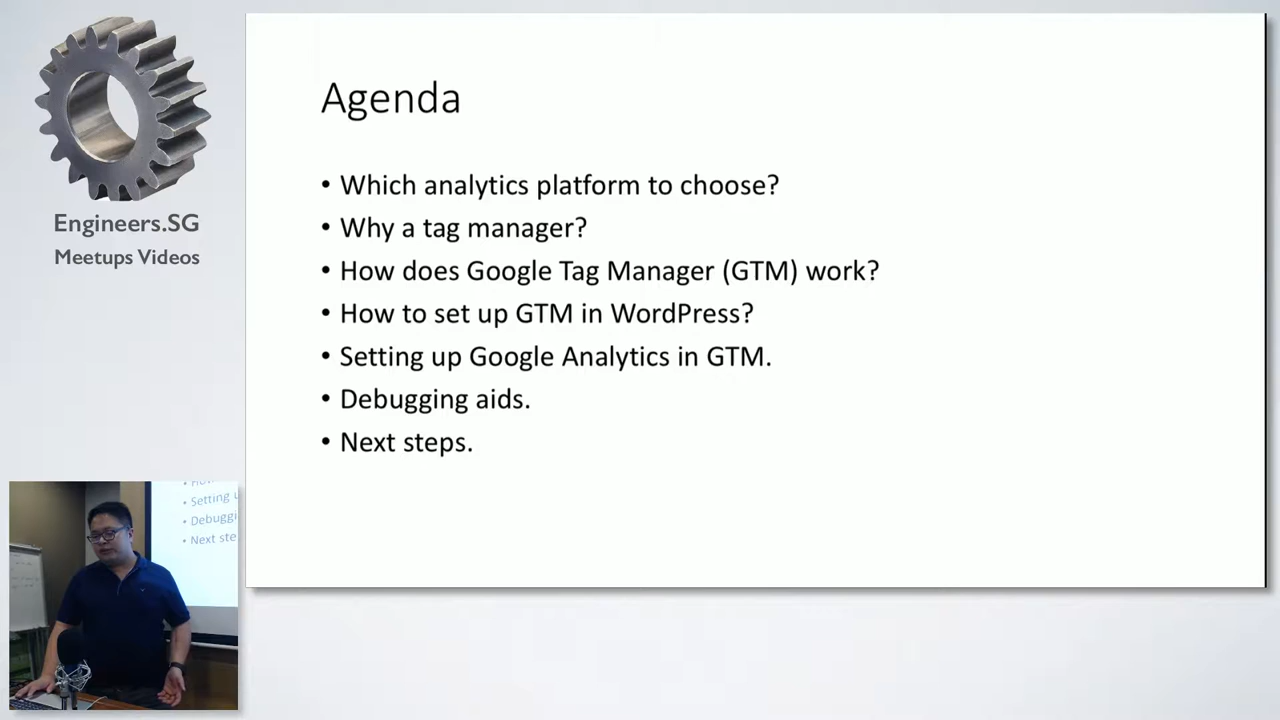 Engineers.SG
Meetups Videos
Agenda
• Which analytics platform to choose?
• Why a tag manager?
• How does Google Tag Manager (GTM) work?
• How to set up GTM in WordPress?
• Setting up Google Analytics in GTM.
• Debugging aids.
• Next steps.
• Setting u
• Debuggi
• Next ste